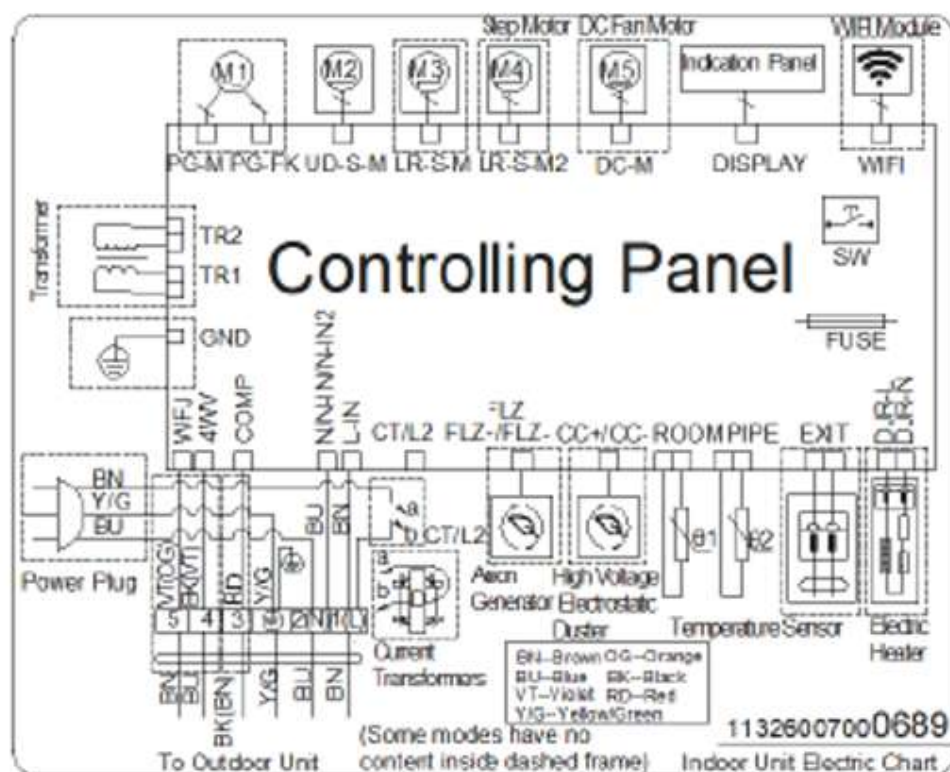 Step Motor DC Fan Motor WIFI Module
M1 M2 M3 M4 M5 Indication Panel
PG-M PG-FK UD-S-M LR-S-M LR-S-M2 DC-M DISPLAY WIFI
Transformer
TR2
TR1
S/W
Controlling Panel
GND
FUSE
WFJ
4WV
COMP
L-IN
FLZ
CT/L2 FLZ+/FLZ- CC+/CC- ROOM PIPE EXIT
BN
Y/G
BU
Power Plug
BU
BN
a
b CT/L2
a
b
θ1
θ2
VT(OG)
BK(VT)
RD
Y/G
5 4 3 2(N) 1(L)
Generator
High Voltage
Electrostatic
Duster
Temperature Sensor
Electric
Heater
Current
Transformers
BN--Brown OG--Orange
BU--Blue BK--Black
VT--Violet RD--Red
Y/G--Yellow/Green
BN
BK(BN)
Y/G
BU
BN
To Outdoor Unit
(Some modes have no
content inside dashed frame)
11326007000689
Indoor Unit Electric Chart